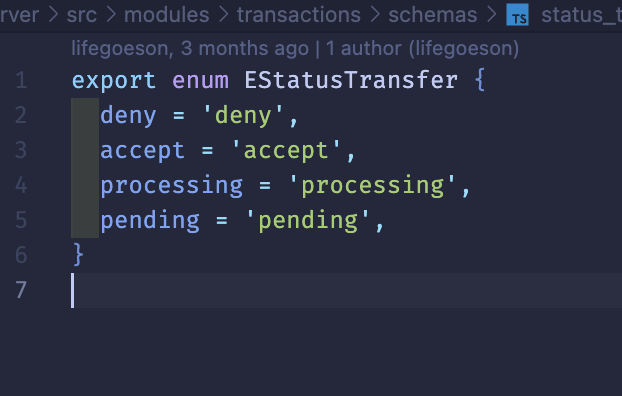 rver > src > modules > transactions > schemas > TS status_t
lifegoeson, 3 months ago | 1 author (lifegoeson)
1 export enum EStatusTransfer {
2   deny = 'deny',
3   accept = 'accept',
4   processing = 'processing',
5   pending = 'pending',
6 }
7